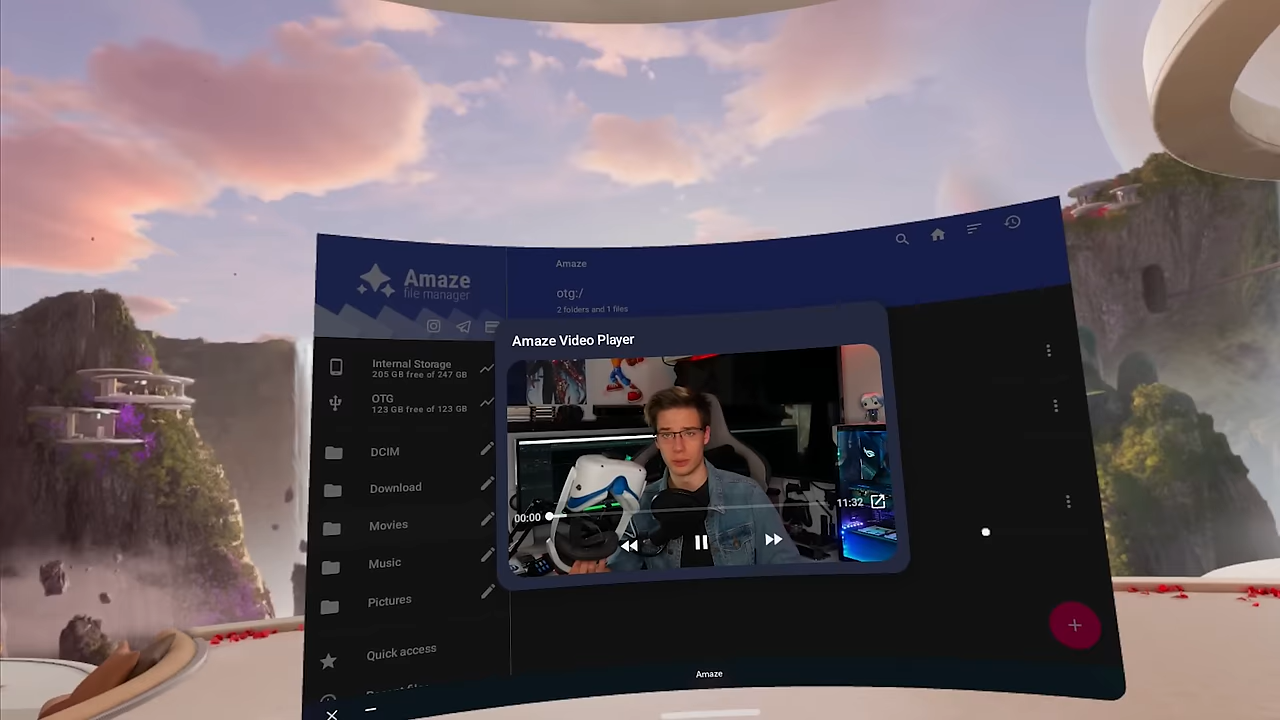 Amaze
file manager
Amaze
otg:/
2 folders and 1 files
Amaze Video Player
Internal Storage
205 GB free of 247 GB
OTG
123 GB free of 123 GB
DCIM
Download
Movies
Music
Pictures
Quick access
00:00
11:32
Amaze